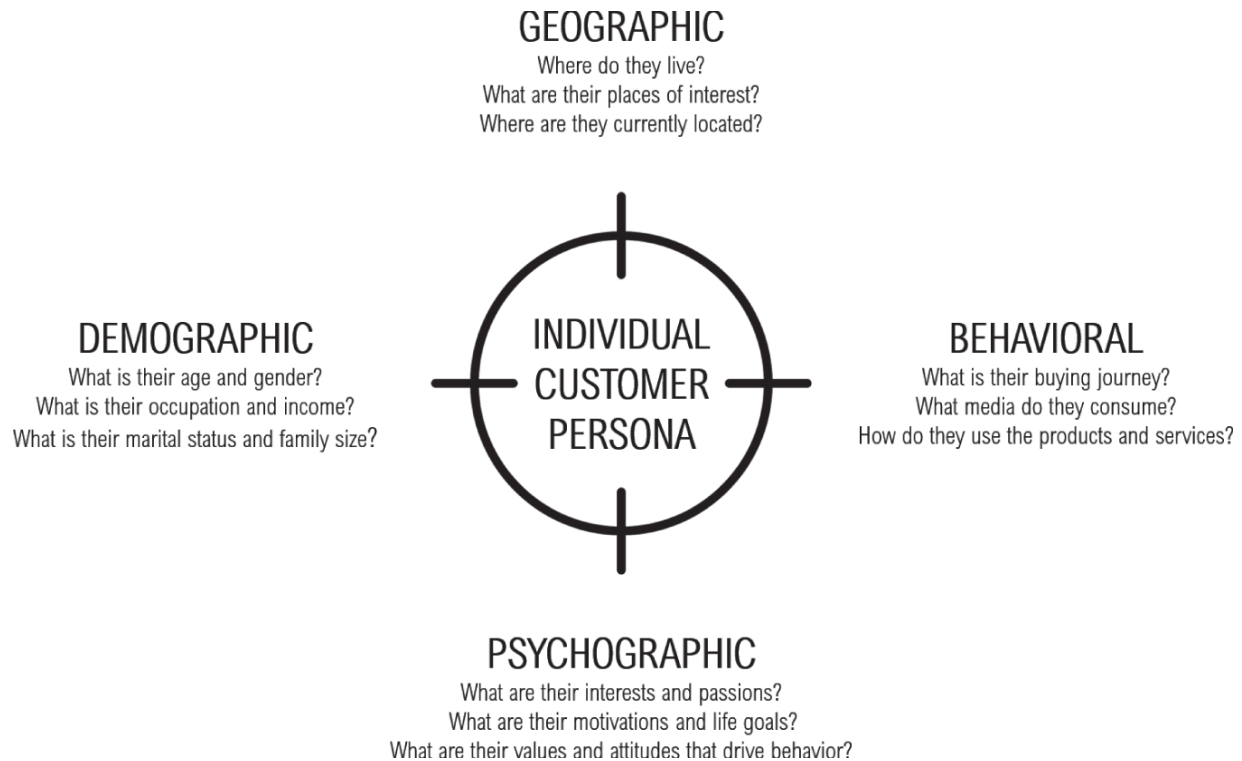 GEOGRAPHIC
Where do they live?
What are their places of interest?
Where are they currently located?
DEMOGRAPHIC
What is their age and gender?
What is their occupation and income?
What is their marital status and family size?
INDIVIDUAL
CUSTOMER
PERSONA
BEHAVIORAL
What is their buying journey?
What media do they consume?
How do they use the products and services?
PSYCHOGRAPHIC
What are their interests and passions?
What are their motivations and life goals?
What are their values and attitudes that drive behavior?